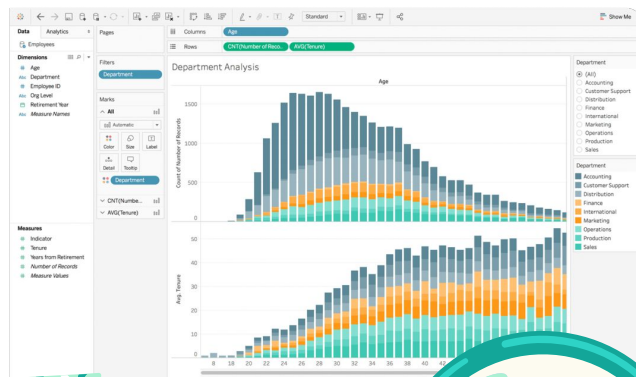 Standard
Show Me
Data
Analytics
Employees
Dimensions
Age
Abc Department
Employee ID
Abc Org Level
Retirement Year
Abc Measure Names
Measures
Indicator
Tenure
Years from Retirement
Number of Records
Measure Values
Pages
Filters
Department
Marks
All
Automatic
Color
Size
Label
Detail
Tooltip
Department
CNT(Numbe..
AVG(Tenure)
Columns
Age
Rows
CNT(Number of Reco..
AVG(Tenure)
Department Analysis
Age
Count of Number of Records
1500
1000
500
0
Avg. Tenure
50
40
30
20
10
0
6 18 20 22 24 26 28 30 32 34 36 38 40 42
Department
(All)
Accounting
Customer Support
Distribution
Finance
International
Marketing
Operations
Production
Sales
Department
Accounting
Customer Support
Distribution
Finance
International
Marketing
Operations
Production
Sales